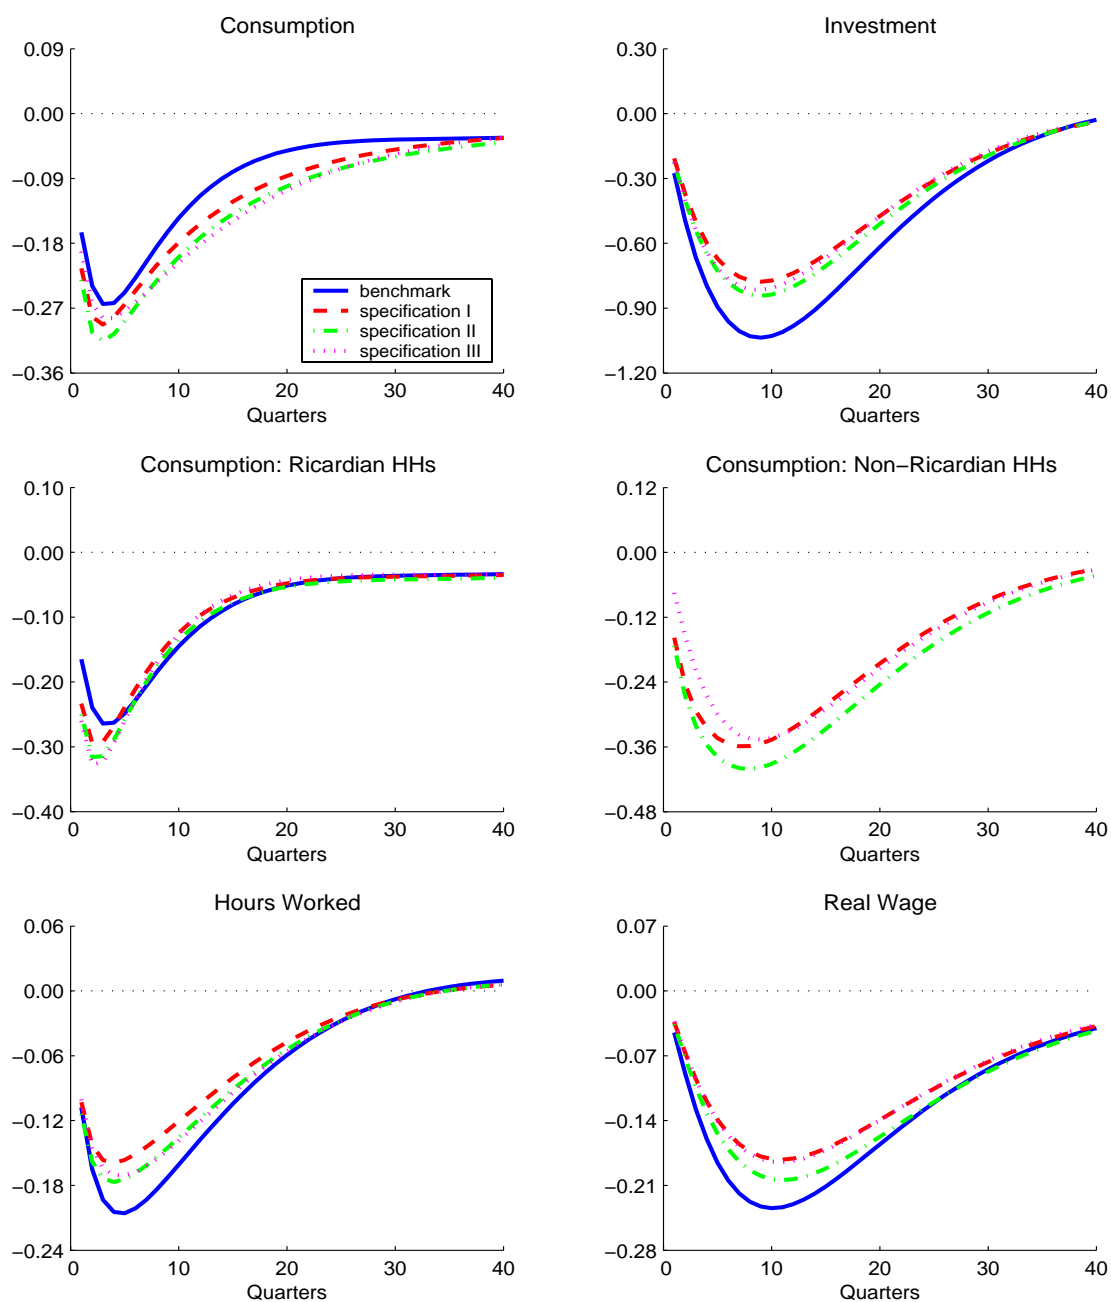 Consumption
0.09
0.00
−0.09
−0.18
−0.27
−0.36
benchmark
specification I
specification II
specification III
0 10 20 30 40
Quarters
Investment
0.30
0.00
−0.30
−0.60
−0.90
−1.20
0 10 20 30 40
Quarters
Consumption: Ricardian HHs
0.10
0.00
−0.10
−0.20
−0.30
−0.40
0 10 20 30 40
Quarters
Consumption: Non−Ricardian HHs
0.12
0.00
−0.12
−0.24
−0.36
−0.48
0 10 20 30 40
Quarters
Hours Worked
0.06
0.00
−0.06
−0.12
−0.18
−0.24
0 10 20 30 40
Quarters
Real Wage
0.07
0.00
−0.07
−0.14
−0.21
−0.28
0 10 20 30 40
Quarters